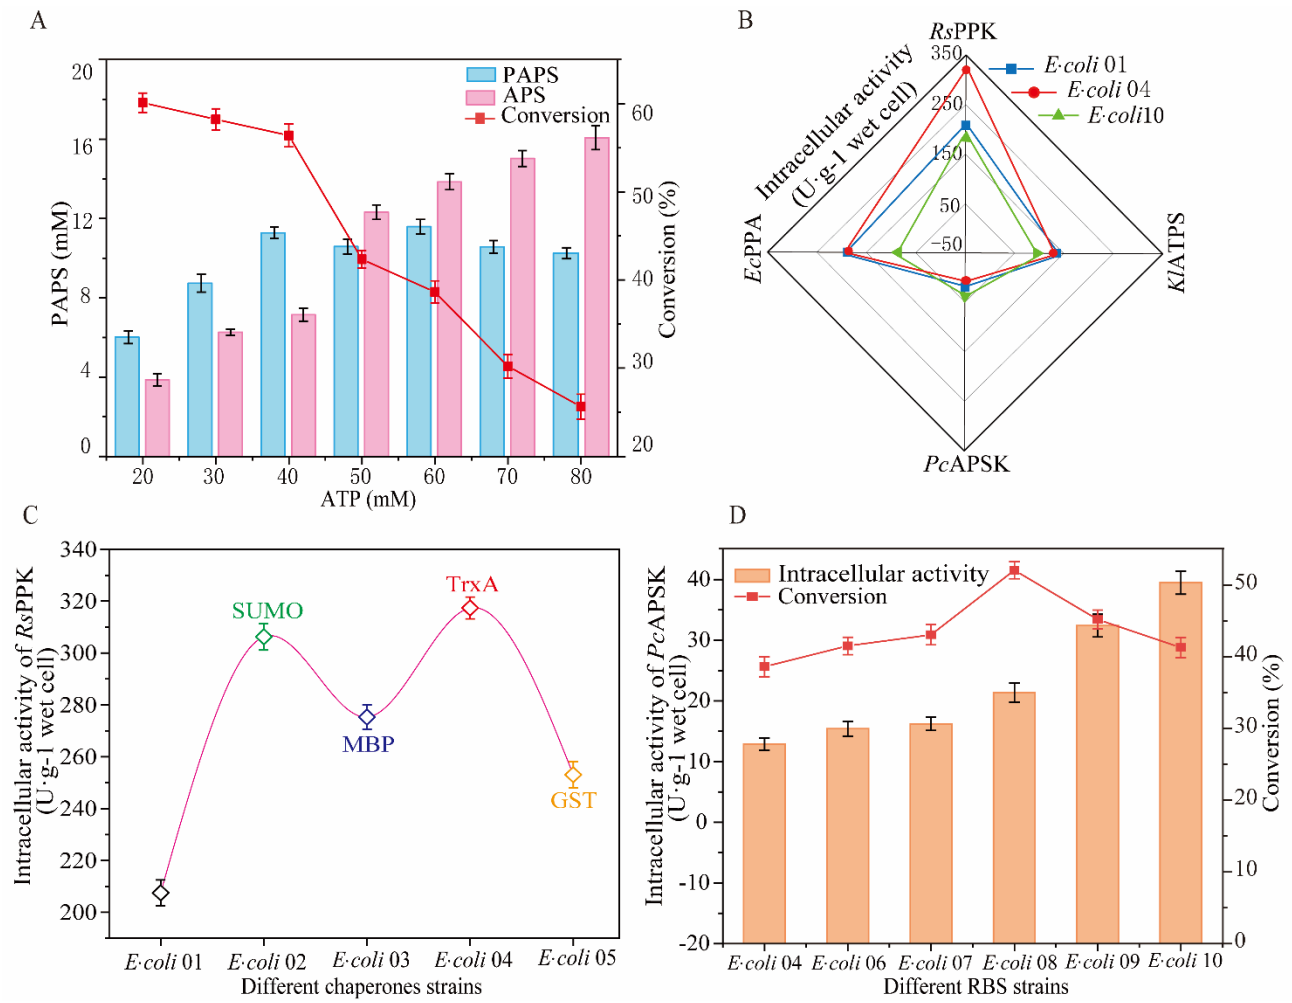 A
20
16
12
8
4
0
PAPS (mM)
PAPS
APS
Conversion
60
50
40
30
20
Conversion (%)
20 30 40 50 60 70 80
ATP (mM)
B
RsPPK
350
250
150
50
−50
Intracellular activity
(U·g-1 wet cell)
E·coli 01
E·coli 04
E·coli10
EcPPA
KlATPS
PcAPSK
C
340
320
300
280
260
240
220
200
Intracellular activity of RsPPK
(U·g-1 wet cell)
SUMO
TrxA
MBP
GST
E·coli 01 E·coli 02 E·coli 03 E·coli 04 E·coli 05
Different chaperones strains
D
40
30
20
10
0
-10
-20
Intracellular activity of PcAPSK
(U·g-1 wet cell)
Intracellular activity
Conversion
50
40
30
20
10
0
Conversion (%)
E·coli 04 E·coli 06 E·coli 07 E·coli 08 E·coli 09 E·coli 10
Different RBS strains